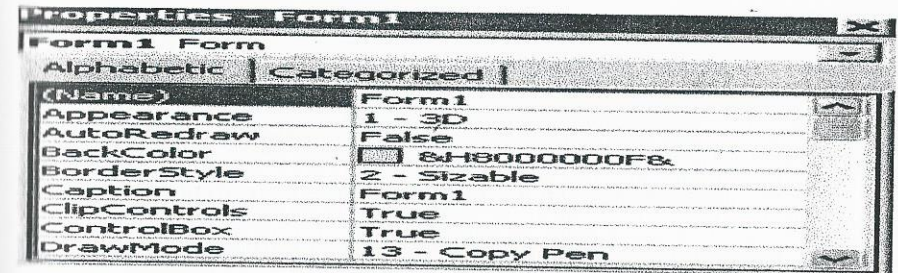 Properties - Form1
Form1 Form
Alphabetic Categorized
(Name) Form1
Appearance 1 - 3D
AutoRedraw False
BackColor &H8000000F&
BorderStyle 2 - Sizable
Caption Form1
ClipControls True
ControlBox True
DrawMode 13 - Copy Pen